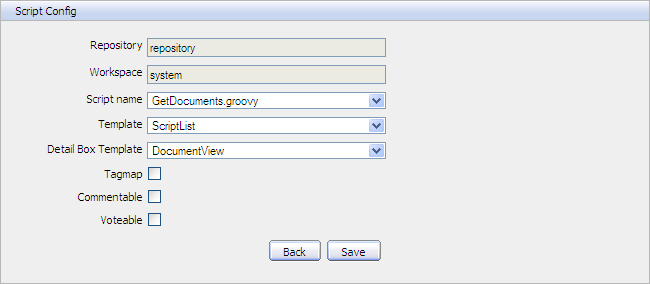 Script Config
Repository repository
Workspace system
Script name GetDocuments.groovy
Template ScriptList
Detail Box Template DocumentView
Tagmap
Commentable
Voteable
Back Save